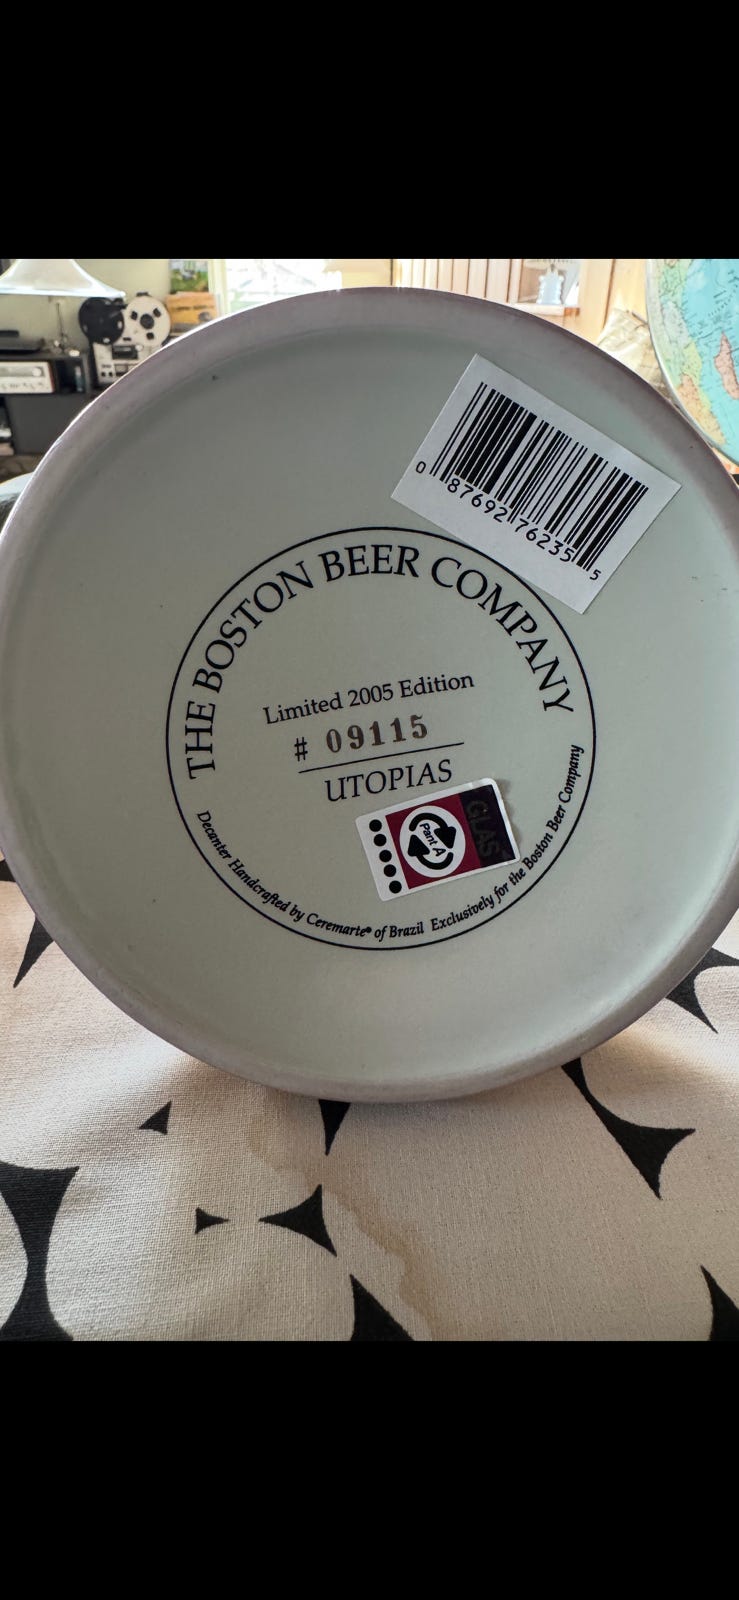 0 87692 76235 5
THE BOSTON BEER COMPANY
Limited 2005 Edition
# 09115
UTOPIAS
Pant A
GLAS
Decanter Handcrafted by Ceremarte® of Brazil Exclusively for the Boston Beer Company